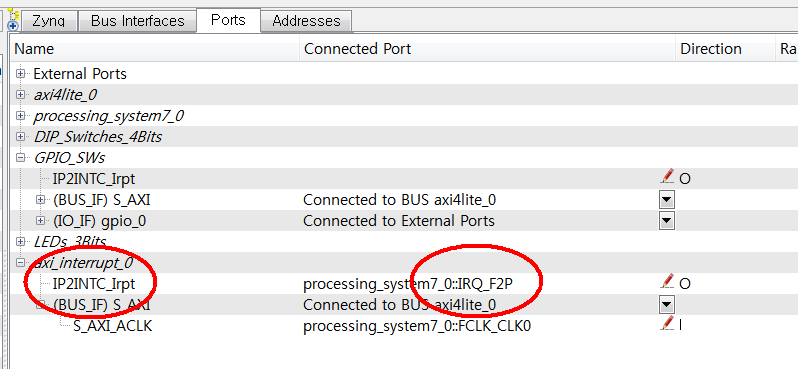 Zynq Bus Interfaces Ports Addresses
Name Connected Port Direction Ra
External Ports
axi4lite_0
processing_system7_0
DIP_Switches_4Bits
GPIO_SWs
IP2INTC_Irpt O
(BUS_IF) S_AXI Connected to BUS axi4lite_0
(IO_IF) gpio_0 Connected to External Ports
LEDs_3Bits
axi_interrupt_0
IP2INTC_Irpt processing_system7_0::IRQ_F2P O
(BUS_IF) S_AXI Connected to BUS axi4lite_0
S_AXI_ACLK processing_system7_0::FCLK_CLK0 I